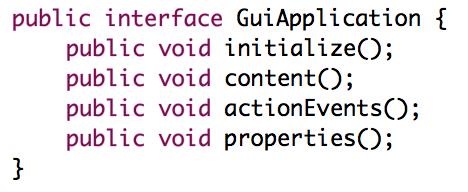 public interface GuiApplication {
    public void initialize();
    public void content();
    public void actionEvents();
    public void properties();
}